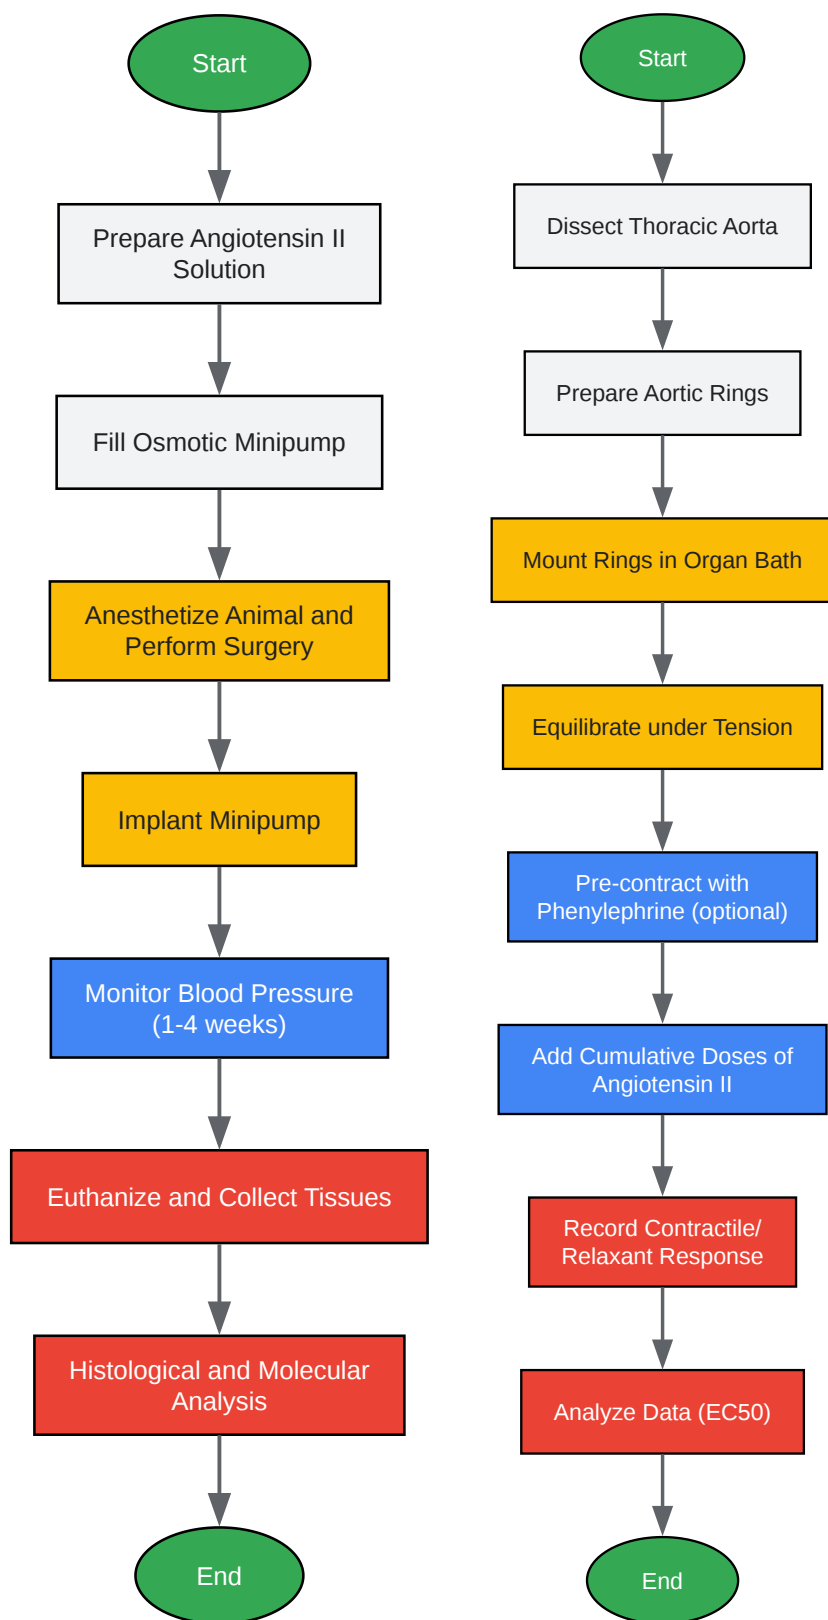 Start
Prepare Angiotensin II
Solution
Fill Osmotic Minipump
Anesthetize Animal and
Perform Surgery
Implant Minipump
Monitor Blood Pressure
(1-4 weeks)
Euthanize and Collect Tissues
Histological and Molecular
Analysis
End
Start
Dissect Thoracic Aorta
Prepare Aortic Rings
Mount Rings in Organ Bath
Equilibrate under Tension
Pre-contract with
Phenylephrine (optional)
Add Cumulative Doses of
Angiotensin II
Record Contractile/
Relaxant Response
Analyze Data (EC50)
End